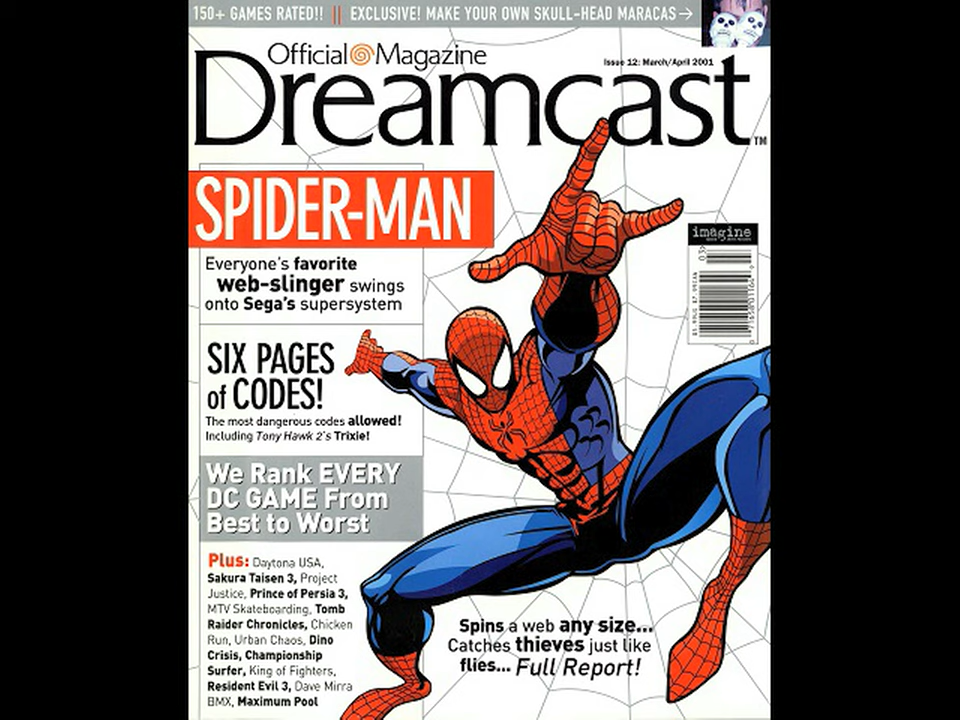 150+ GAMES RATED!! || EXCLUSIVE! MAKE YOUR OWN SKULL-HEAD MARACAS→
Official Magazine
Issue 12: March/April 2001
Dreamcast™
SPIDER-MAN
Everyone's favorite
web-slinger swings
onto Sega's supersystem
imagine
03>
SIX PAGES
of CODES!
The most dangerous codes allowed!
Including Tony Hawk 2's Trixie!
We Rank EVERY
DC GAME From
Best to Worst
Plus: Daytona USA,
Sakura Taisen 3, Project
Justice, Prince of Persia 3,
MTV Skateboarding, Tomb
Raider Chronicles, Chicken
Run, Urban Chaos, Dino
Crisis, Championship
Surfer, King of Fighters,
Resident Evil 3, Dave Mirra
BMX, Maximum Pool
Spins a web any size...
Catches thieves just like
flies... Full Report!